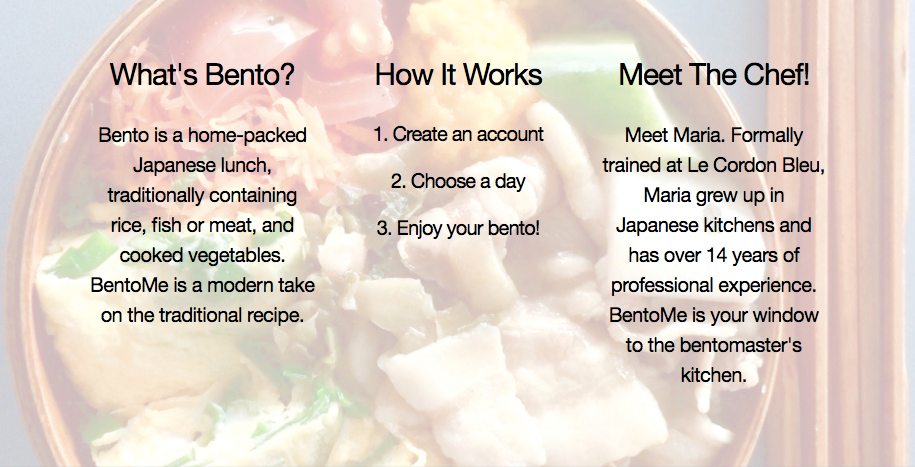 What's Bento?
Bento is a home-packed
Japanese lunch,
traditionally containing
rice, fish or meat, and
cooked vegetables.
BentoMe is a modern take
on the traditional recipe.
How It Works
1. Create an account
2. Choose a day
3. Enjoy your bento!
Meet The Chef!
Meet Maria. Formally
trained at Le Cordon Bleu,
Maria grew up in
Japanese kitchens and
has over 14 years of
professional experience.
BentoMe is your window
to the bentomaster's
kitchen.